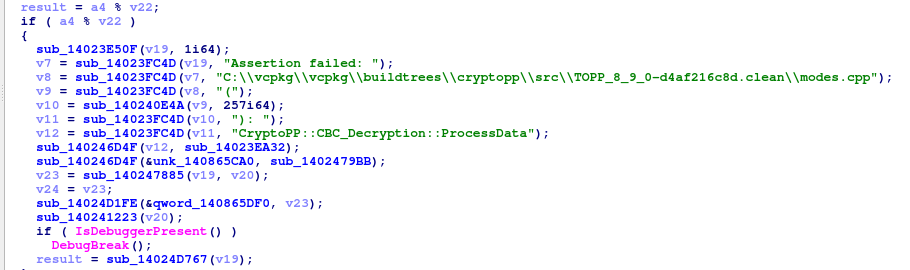 result = a4 % v22;
if ( a4 % v22 )
{
sub_14023E50F(v19, 1i64);
v7 = sub_14023FC4D(v19, "Assertion failed: ");
v8 = sub_14023FC4D(v7, "C:\\vcpkg\\vcpkg\\buildtrees\\cryptopp\\src\\TOPP_8_9_0-d4af216c8d.clean\\modes.cpp");
v9 = sub_14023FC4D(v8, "(");
v10 = sub_140240E4A(v9, 257i64);
v11 = sub_14023FC4D(v10, "): ");
v12 = sub_14023FC4D(v11, "CryptoPP::CBC_Decryption::ProcessData");
sub_140246D4F(v12, sub_14023EA32);
sub_140246D4F(&unk_140865CA0, sub_1402479BB);
v23 = sub_140247885(v19, v20);
v24 = v23;
sub_14024D1FE(&qword_140865DF0, v23);
sub_140241223(v20);
if ( IsDebuggerPresent() )
DebugBreak();
result = sub_14024D767(v19);